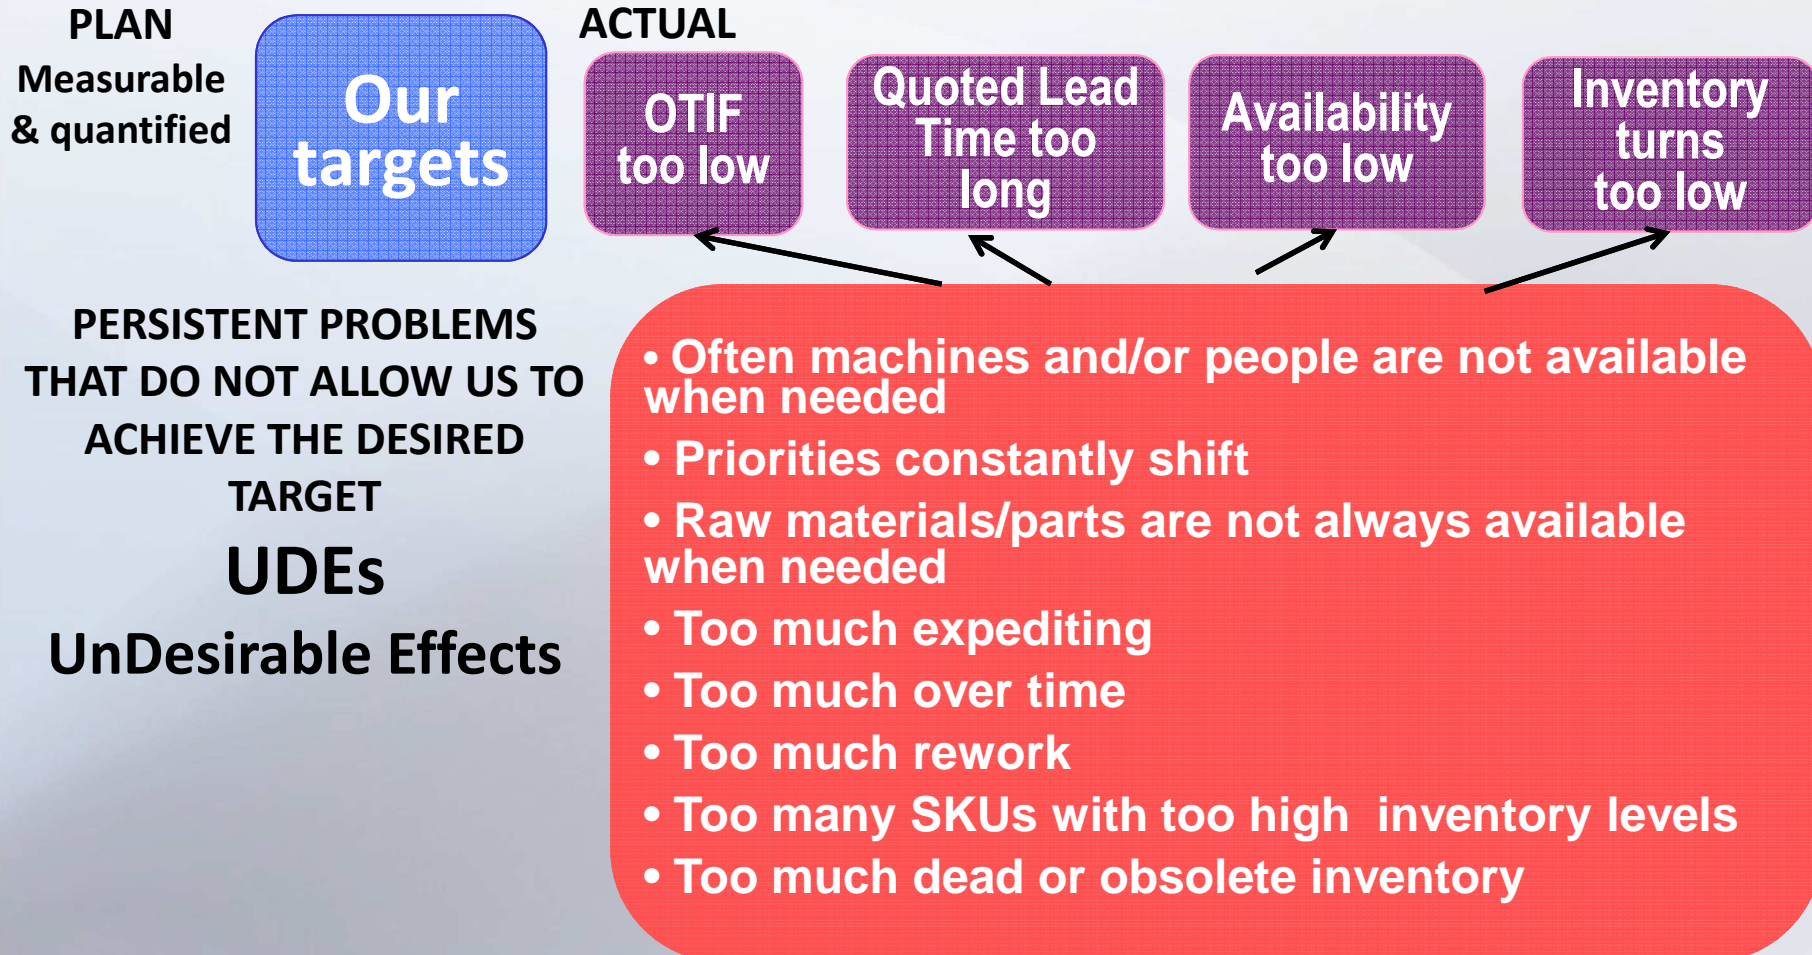 PLAN
Measurable
& quantified
Our
targets
ACTUAL
OTIF
too low
Quoted Lead
Time too
long
Availability
too low
Inventory
turns
too low
PERSISTENT PROBLEMS
THAT DO NOT ALLOW US TO
ACHIEVE THE DESIRED
TARGET
UDEs
UnDesirable Effects
• Often machines and/or people are not available
when needed
• Priorities constantly shift
• Raw materials/parts are not always available
when needed
• Too much expediting
• Too much over time
• Too much rework
• Too many SKUs with too high  inventory levels
• Too much dead or obsolete inventory